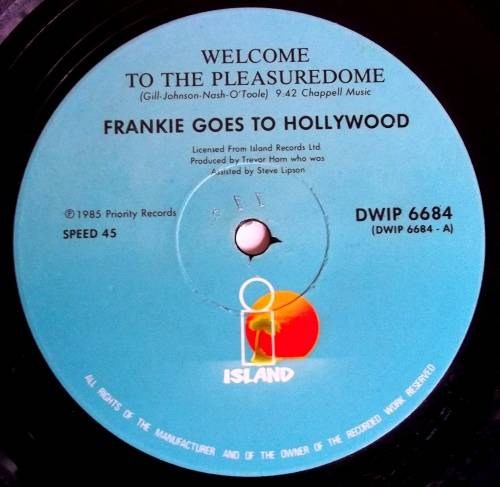 WELCOME
TO THE PLEASUREDOME
(Gill-Johnson-Nash-O'Toole) 9:42 Chappell Music
FRANKIE GOES TO HOLLYWOOD
Licensed From Island Records Ltd.
Produced by Trevor Horn who was
Assisted by Steve Lipson
℗ 1985 Priority Records
SPEED 45
DWIP 6684
(DWIP 6684 - A)
ISLAND
ALL RIGHTS OF THE MANUFACTURER AND OF THE OWNER OF THE RECORDED WORK RESERVED